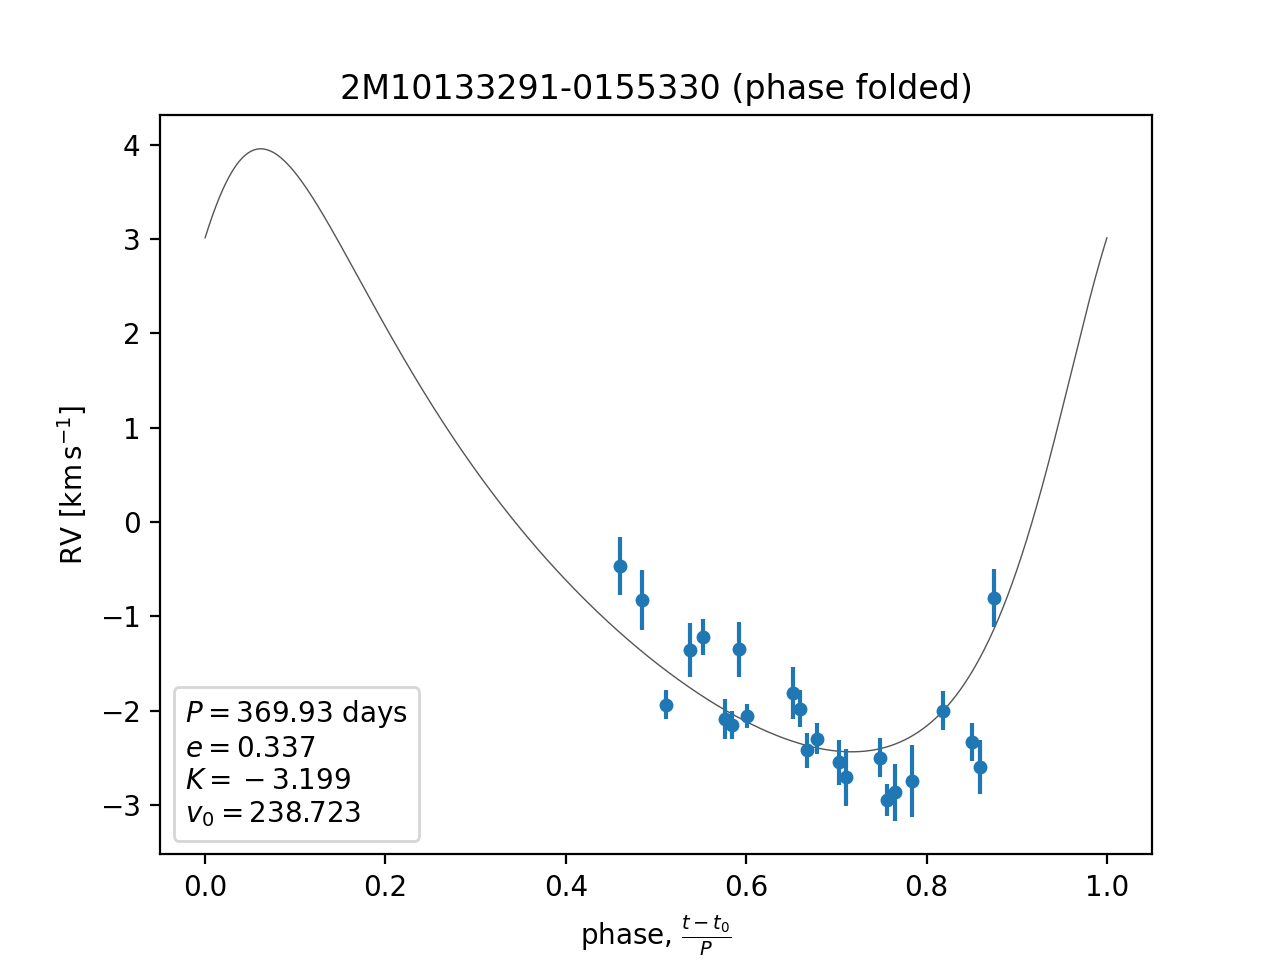 2M10133291-0155330 (phase folded)
4
3
2
1
0
−1
−2
−3
RV [km s⁻¹]
P = 369.93 days
e = 0.337
K = −3.199
v₀ = 238.723
0.0 0.2 0.4 0.6 0.8 1.0
phase, (t − t₀)/P